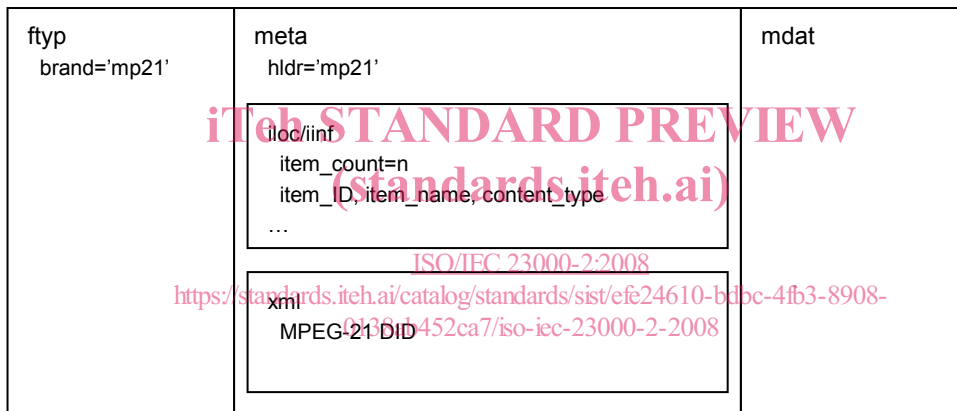 ftyp
brand='mp21'
meta
hldr='mp21'
mdat
iTeh STANDARD PREVIEW
iloc/iinf
item_count=n
(standards.iteh.ai)
item_ID, item_name, content_type
…
ISO/IEC 23000-2:2008
https://standards.iteh.ai/catalog/standards/sist/efe24610-bdbc-4fb3-8908-
xml
0138ab452ca7/iso-iec-23000-2-2008
MPEG-21 DID